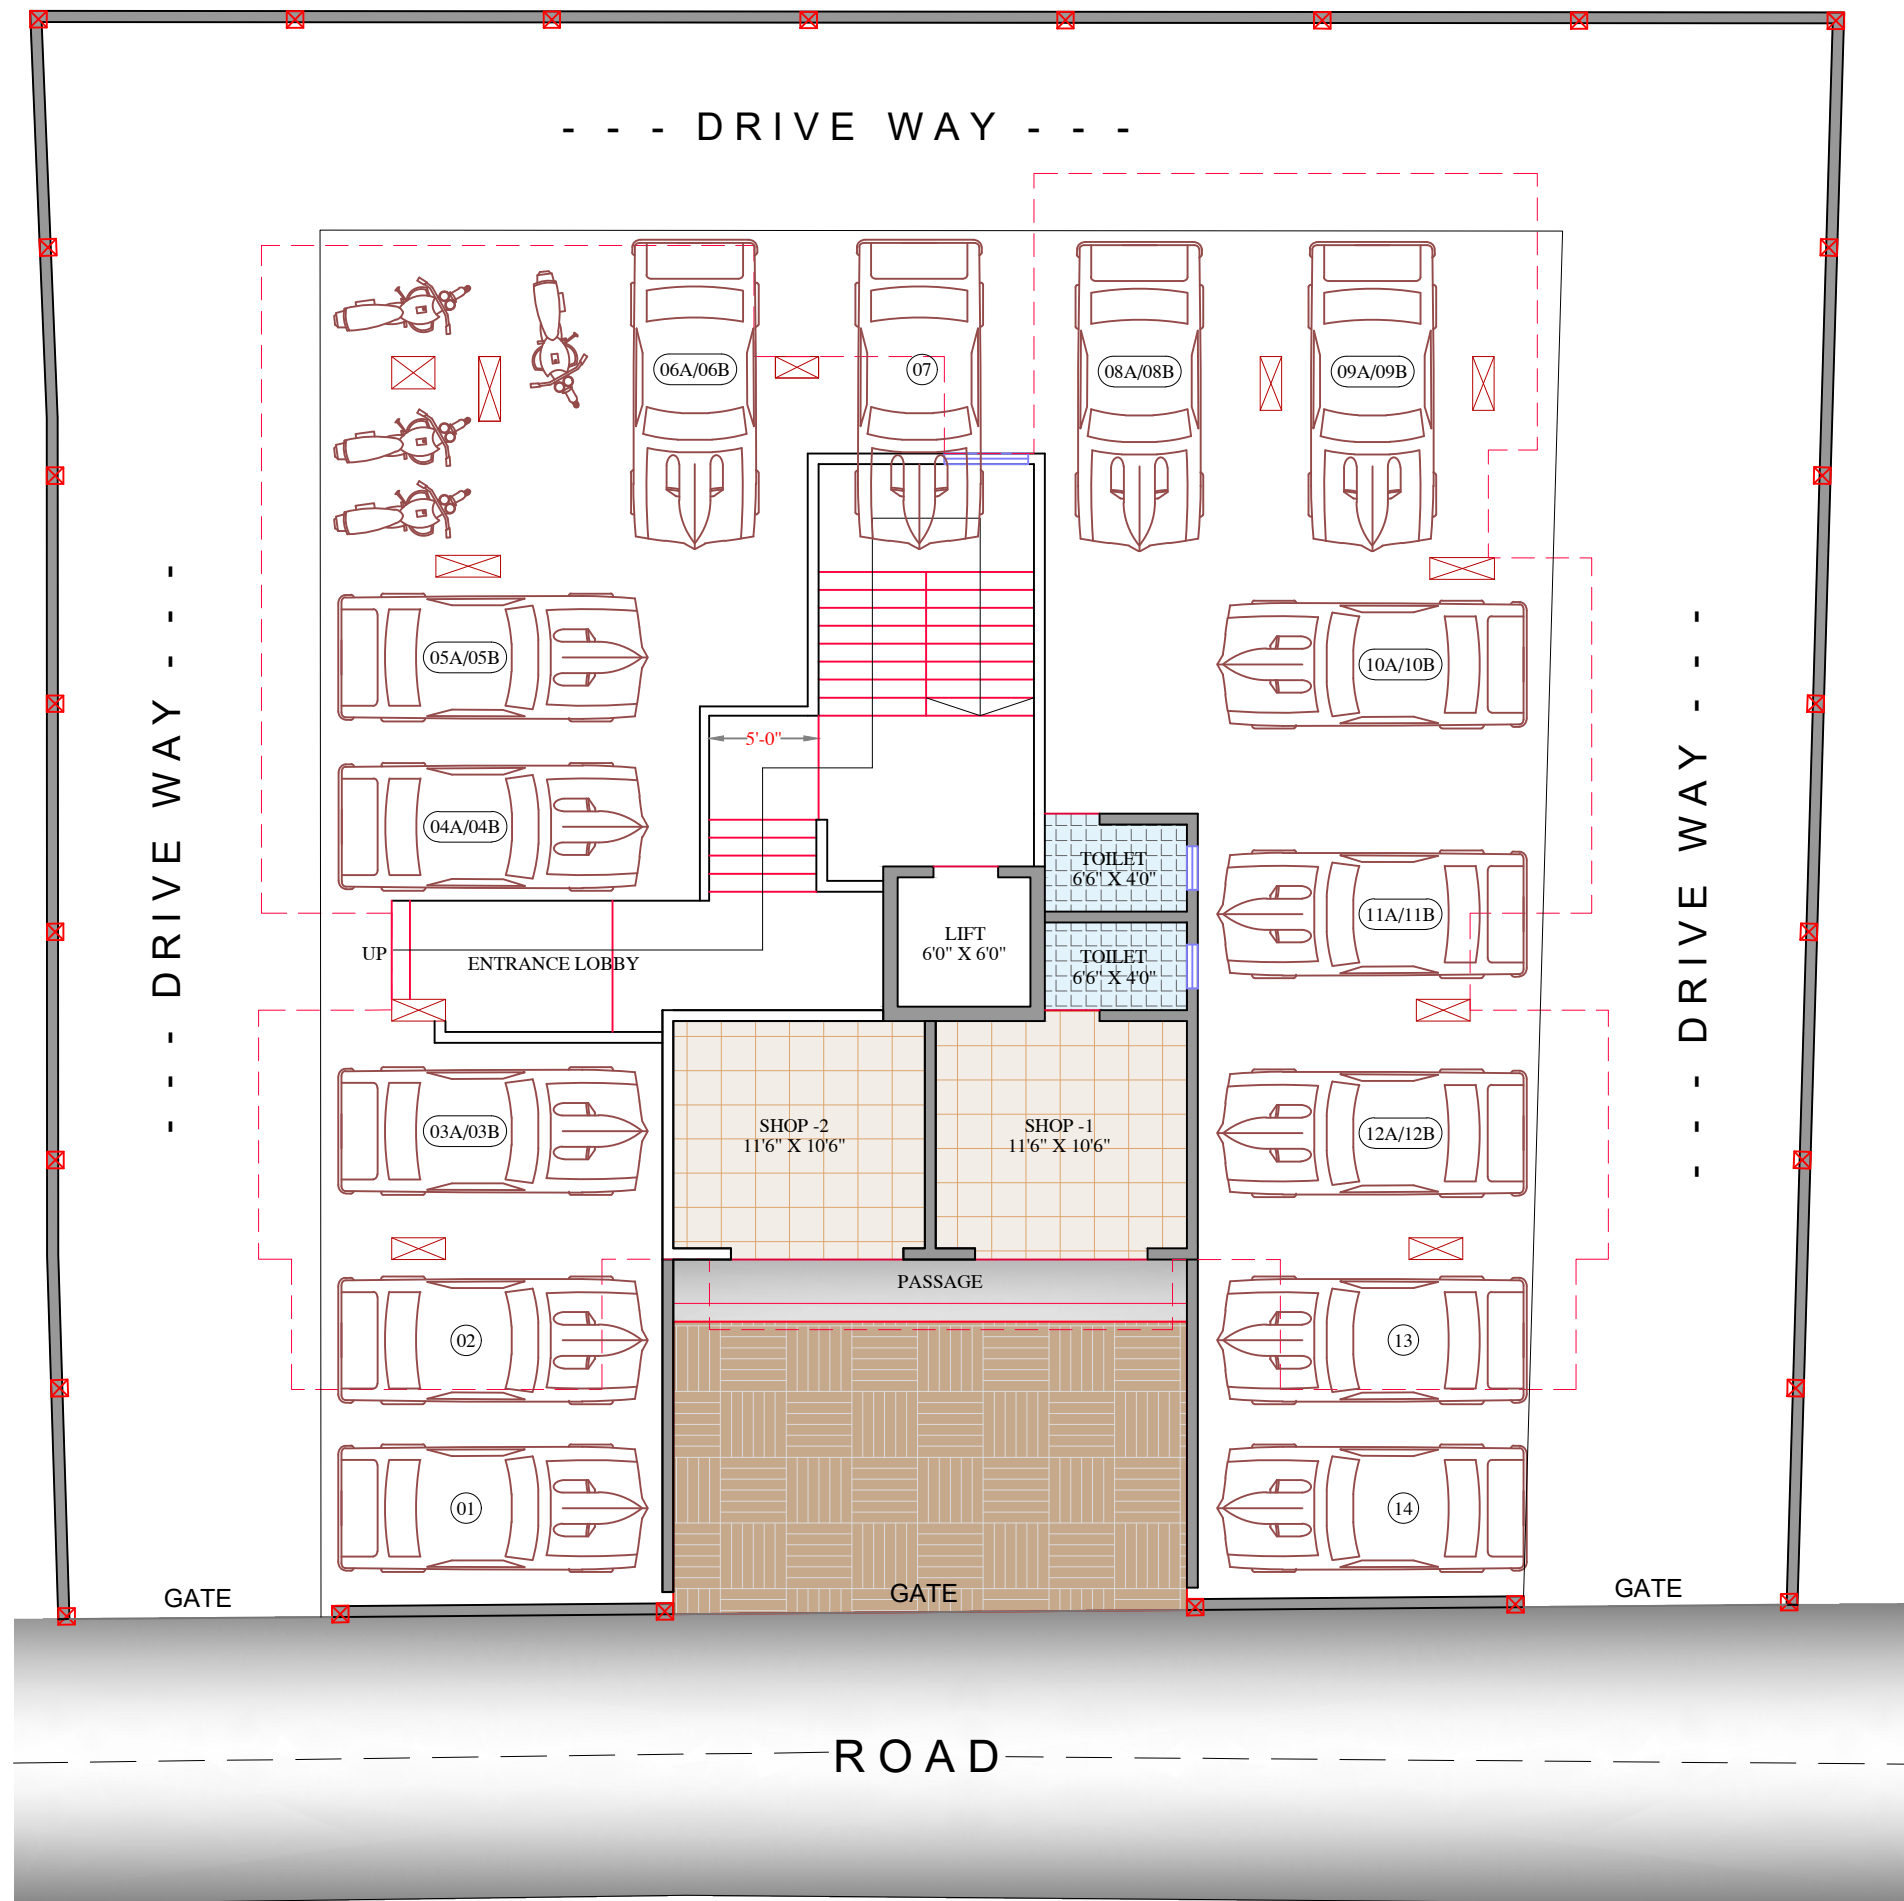 - - - DRIVE WAY - - -
06A/06B
07
08A/08B
09A/09B
05A/05B
10A/10B
- - - DRIVE WAY - - -
- - - DRIVE WAY - - -
5'-0"
04A/04B
TOILET
6'6" X 4'0"
11A/11B
LIFT
6'0" X 6'0"
UP
ENTRANCE LOBBY
TOILET
6'6" X 4'0"
03A/03B
SHOP -2
11'6" X 10'6"
SHOP -1
11'6" X 10'6"
12A/12B
PASSAGE
02
13
01
14
GATE
GATE
GATE
ROAD